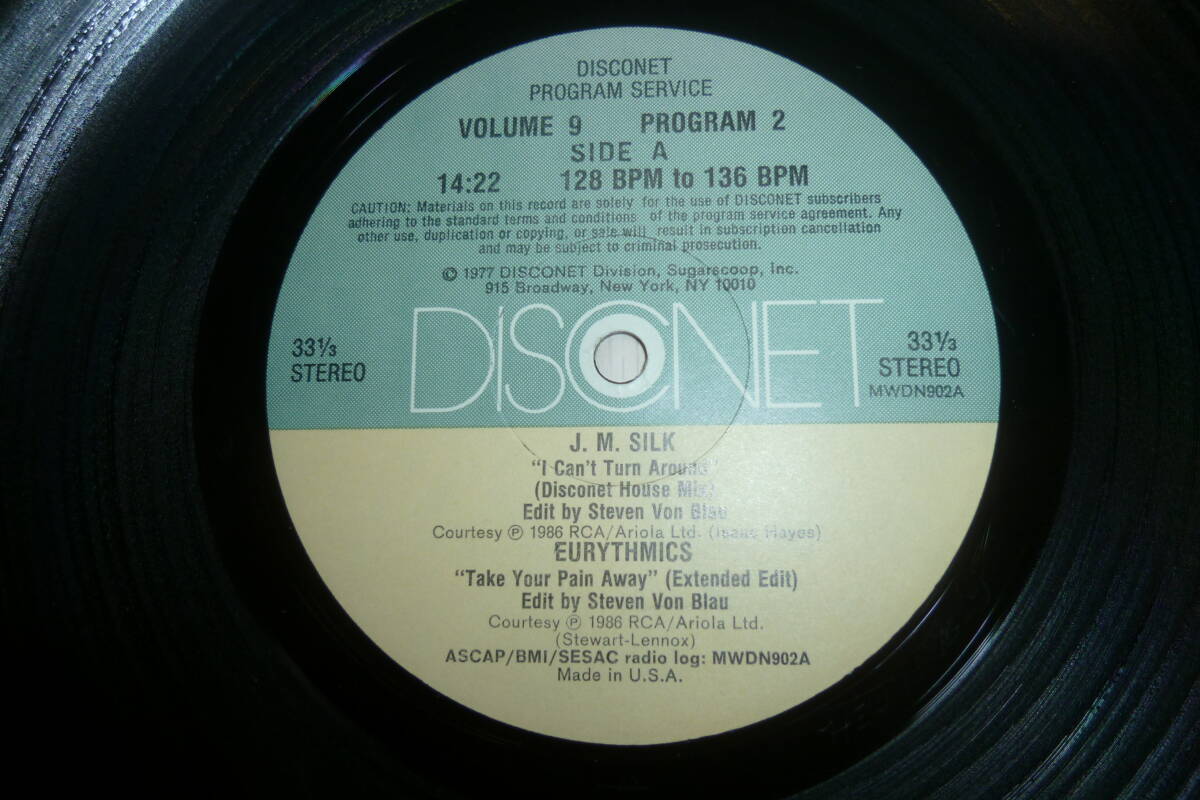 DISCONET
PROGRAM SERVICE
VOLUME 9 PROGRAM 2
SIDE A
14:22 128 BPM to 136 BPM
CAUTION: Materials on this record are solely for the use of DISCONET subscribers
adhering to the standard terms and conditions of the program service agreement. Any
other use, duplication or copying, or sale will result in subscription cancellation
and may be subject to criminal prosecution.
© 1977 DISCONET Division, Sugarscoop, Inc.
915 Broadway, New York, NY 10010
DISCONET
33⅓
STEREO
33⅓
STEREO
MWDN902A
J. M. SILK
"I Can't Turn Around"
(Disconet House Mix)
Edit by Steven Von Blau
Courtesy ℗ 1986 RCA/Ariola Ltd. (Isaac Hayes)
EURYTHMICS
"Take Your Pain Away" (Extended Edit)
Edit by Steven Von Blau
Courtesy ℗ 1986 RCA/Ariola Ltd.
(Stewart-Lennox)
ASCAP/BMI/SESAC radio log: MWDN902A
Made in U.S.A.